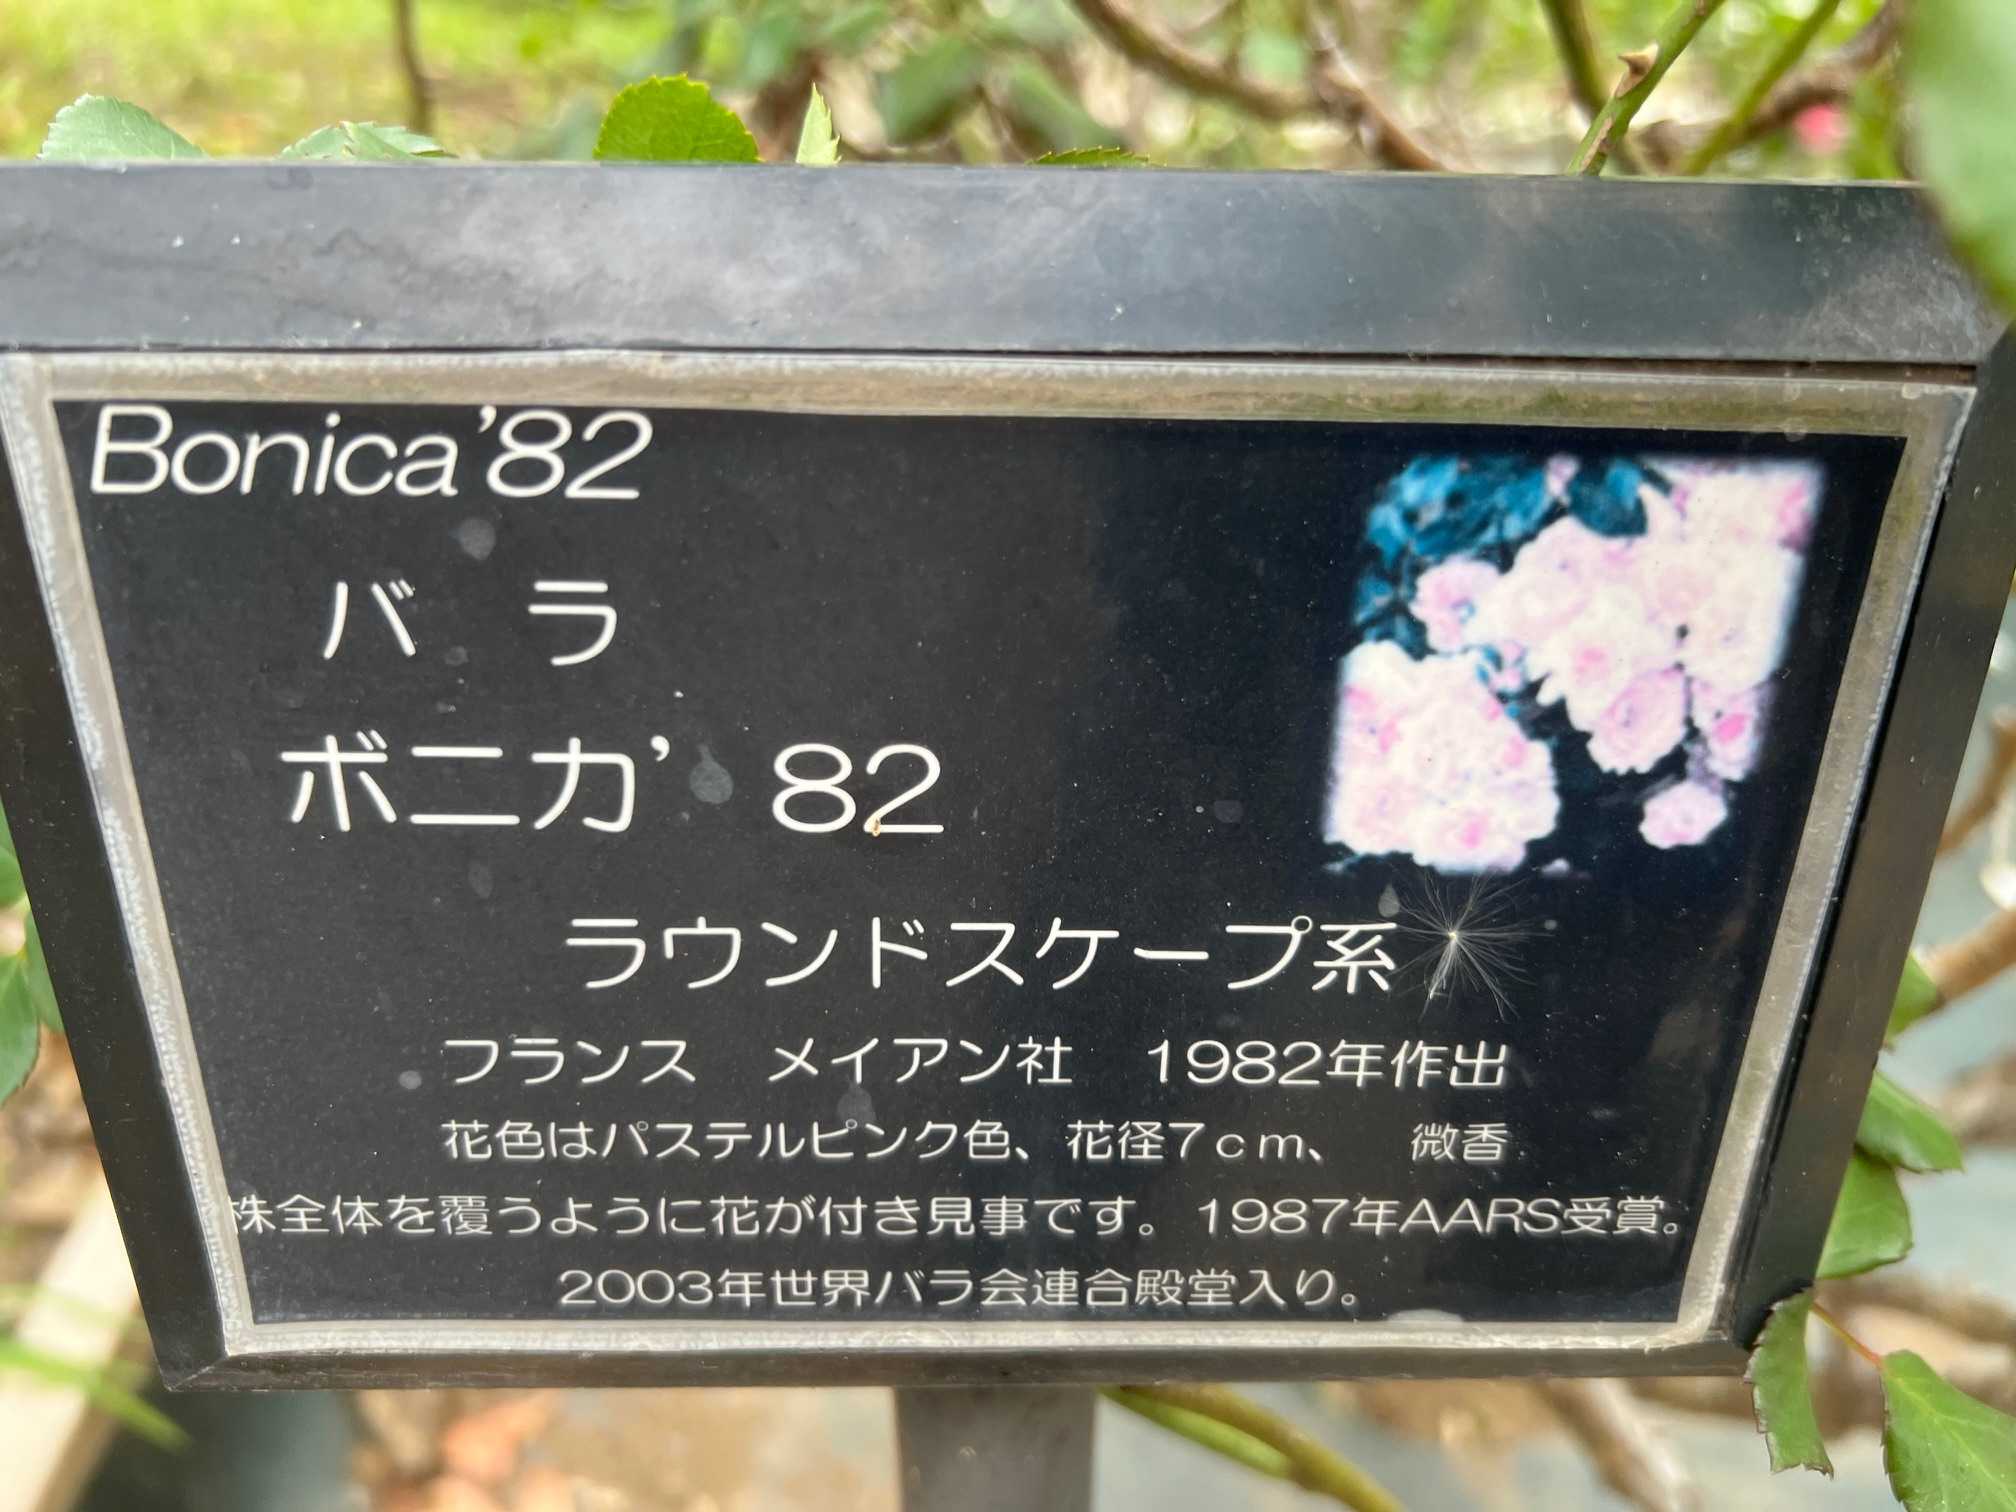 Bonica'82
バ　ラ
ボニカ’　82
ラウンドスケープ系
フランス　メイアン社　1982年作出
花色はパステルピンク色、花径7ｃｍ、　微香
株全体を覆うように花が付き見事です。1987年AARS受賞。
2003年世界バラ会連合殿堂入り。